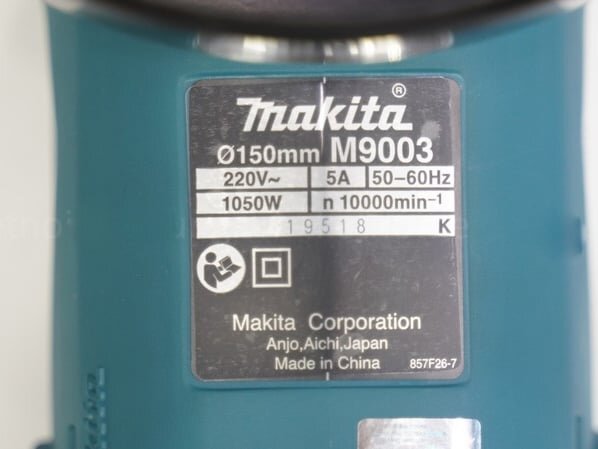 makita ®
Ø150mm M9003
220V~ 5A 50–60Hz
1050W n 10000min⁻¹
19518 K
Makita Corporation
Anjo,Aichi,Japan
Made in China 857F26-7